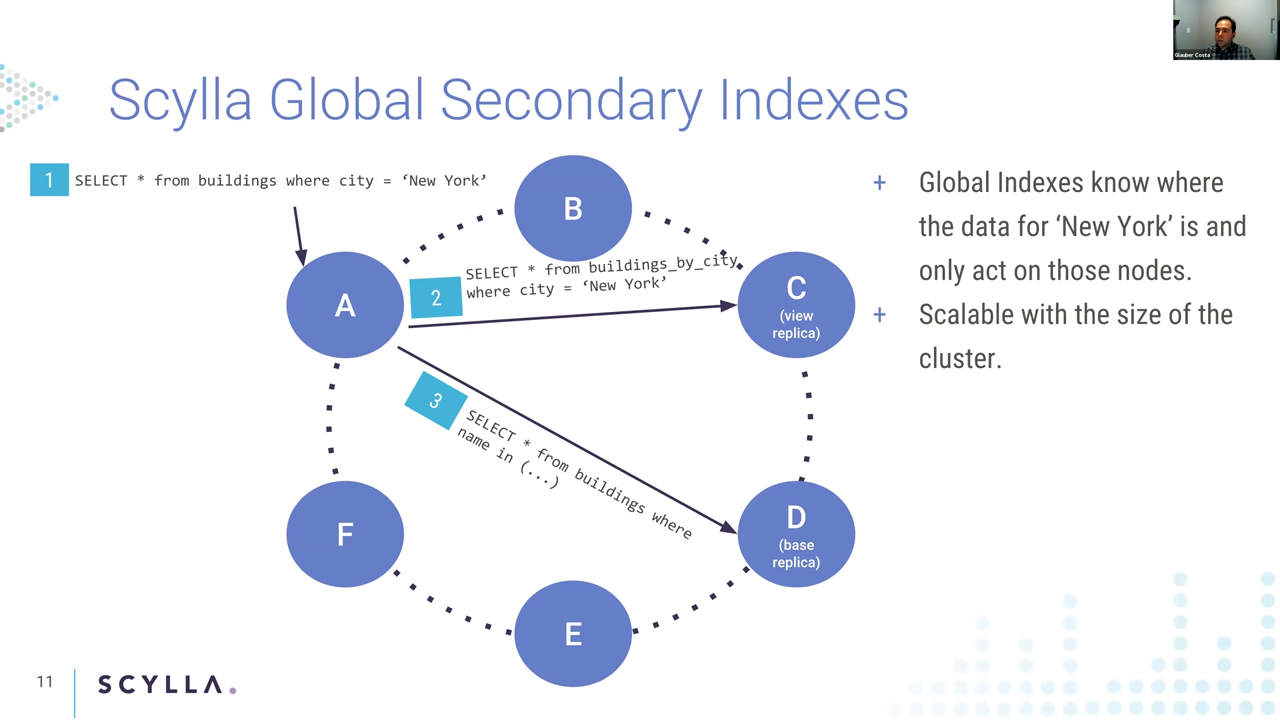 Glauber Costa
Scylla Global Secondary Indexes
1
SELECT * from buildings where city = ‘New York’
B
A
2
SELECT * from buildings_by_city
where city = ‘New York’
C
(view
replica)
3
SELECT * from buildings where
name in (...)
F
D
(base
replica)
E
+ Global Indexes know where
the data for ‘New York’ is and
only act on those nodes.
+ Scalable with the size of the
cluster.
11
SCYLLA.